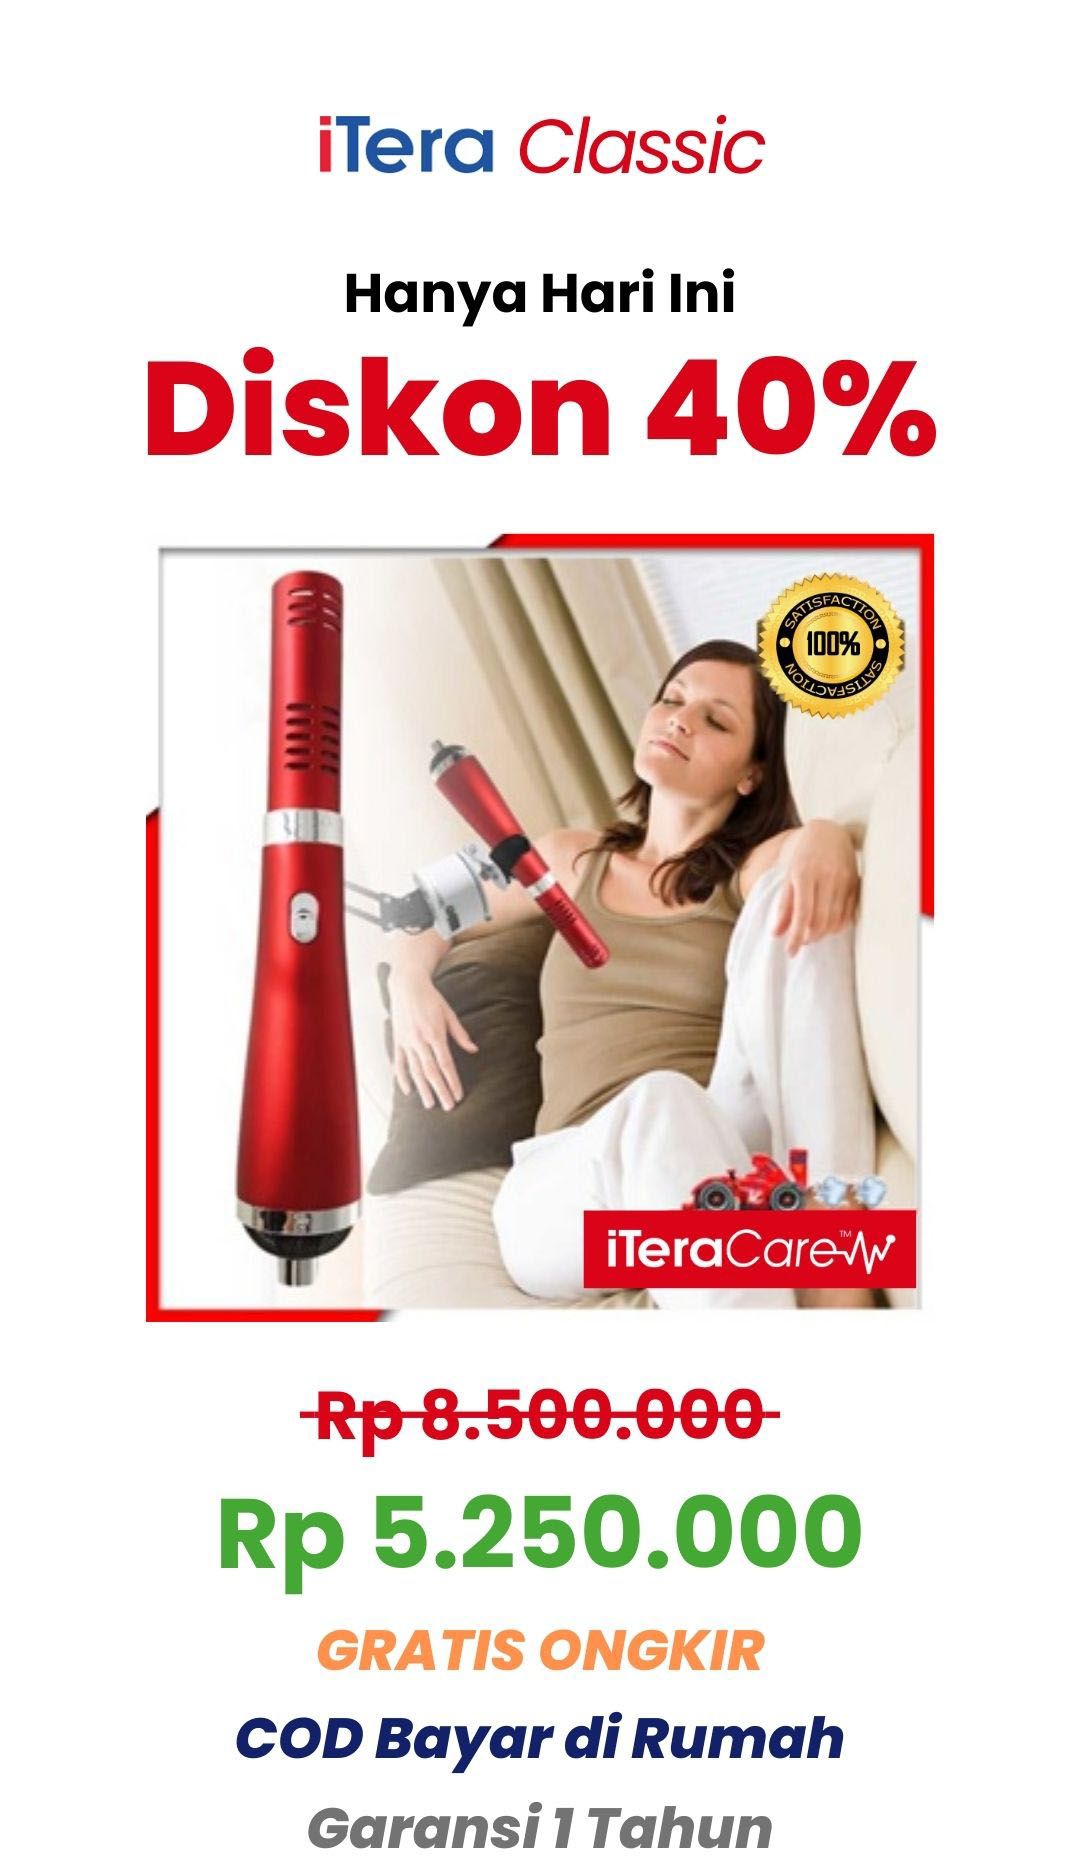 iTera Classic
Hanya Hari Ini
Diskon 40%
SATISFACTION
100%
SATISFACTION
iTeraCare™
Rp 8.500.000
Rp 5.250.000
GRATIS ONGKIR
COD Bayar di Rumah
Garansi 1 Tahun